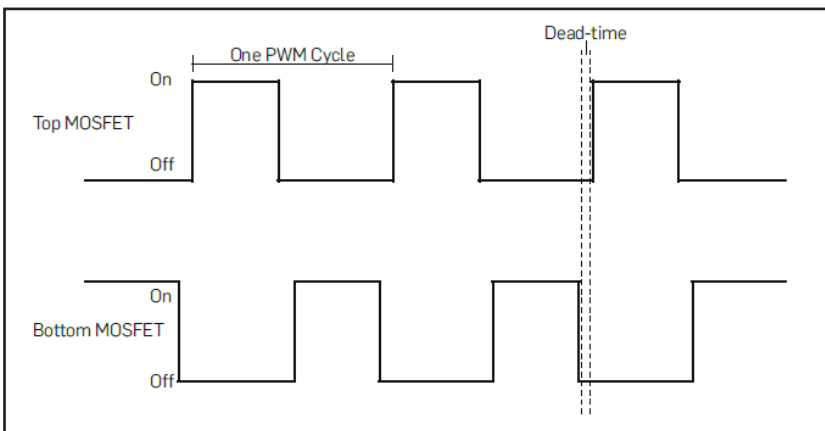 Dead-time
One PWM Cycle
On
Top MOSFET
Off
On
Bottom MOSFET
Off